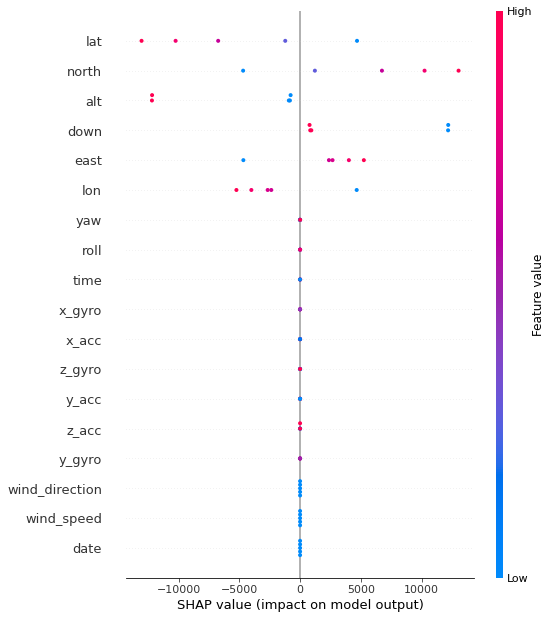 High
lat
north
alt
down
east
lon
yaw
roll
time
x_gyro
x_acc
z_gyro
y_acc
z_acc
y_gyro
wind_direction
wind_speed
date
Feature value
Low
−10000 −5000 0 5000 10000
SHAP value (impact on model output)